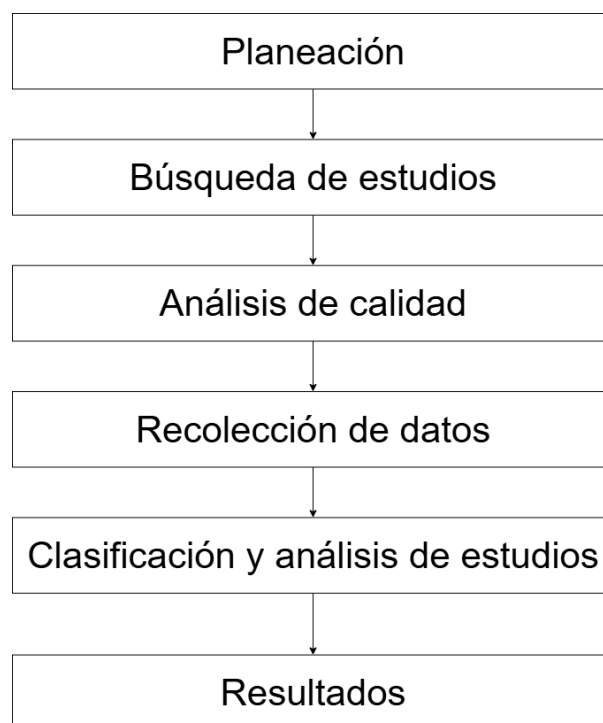 Planeación
Búsqueda de estudios
Análisis de calidad
Recolección de datos
Clasificación y análisis de estudios
Resultados